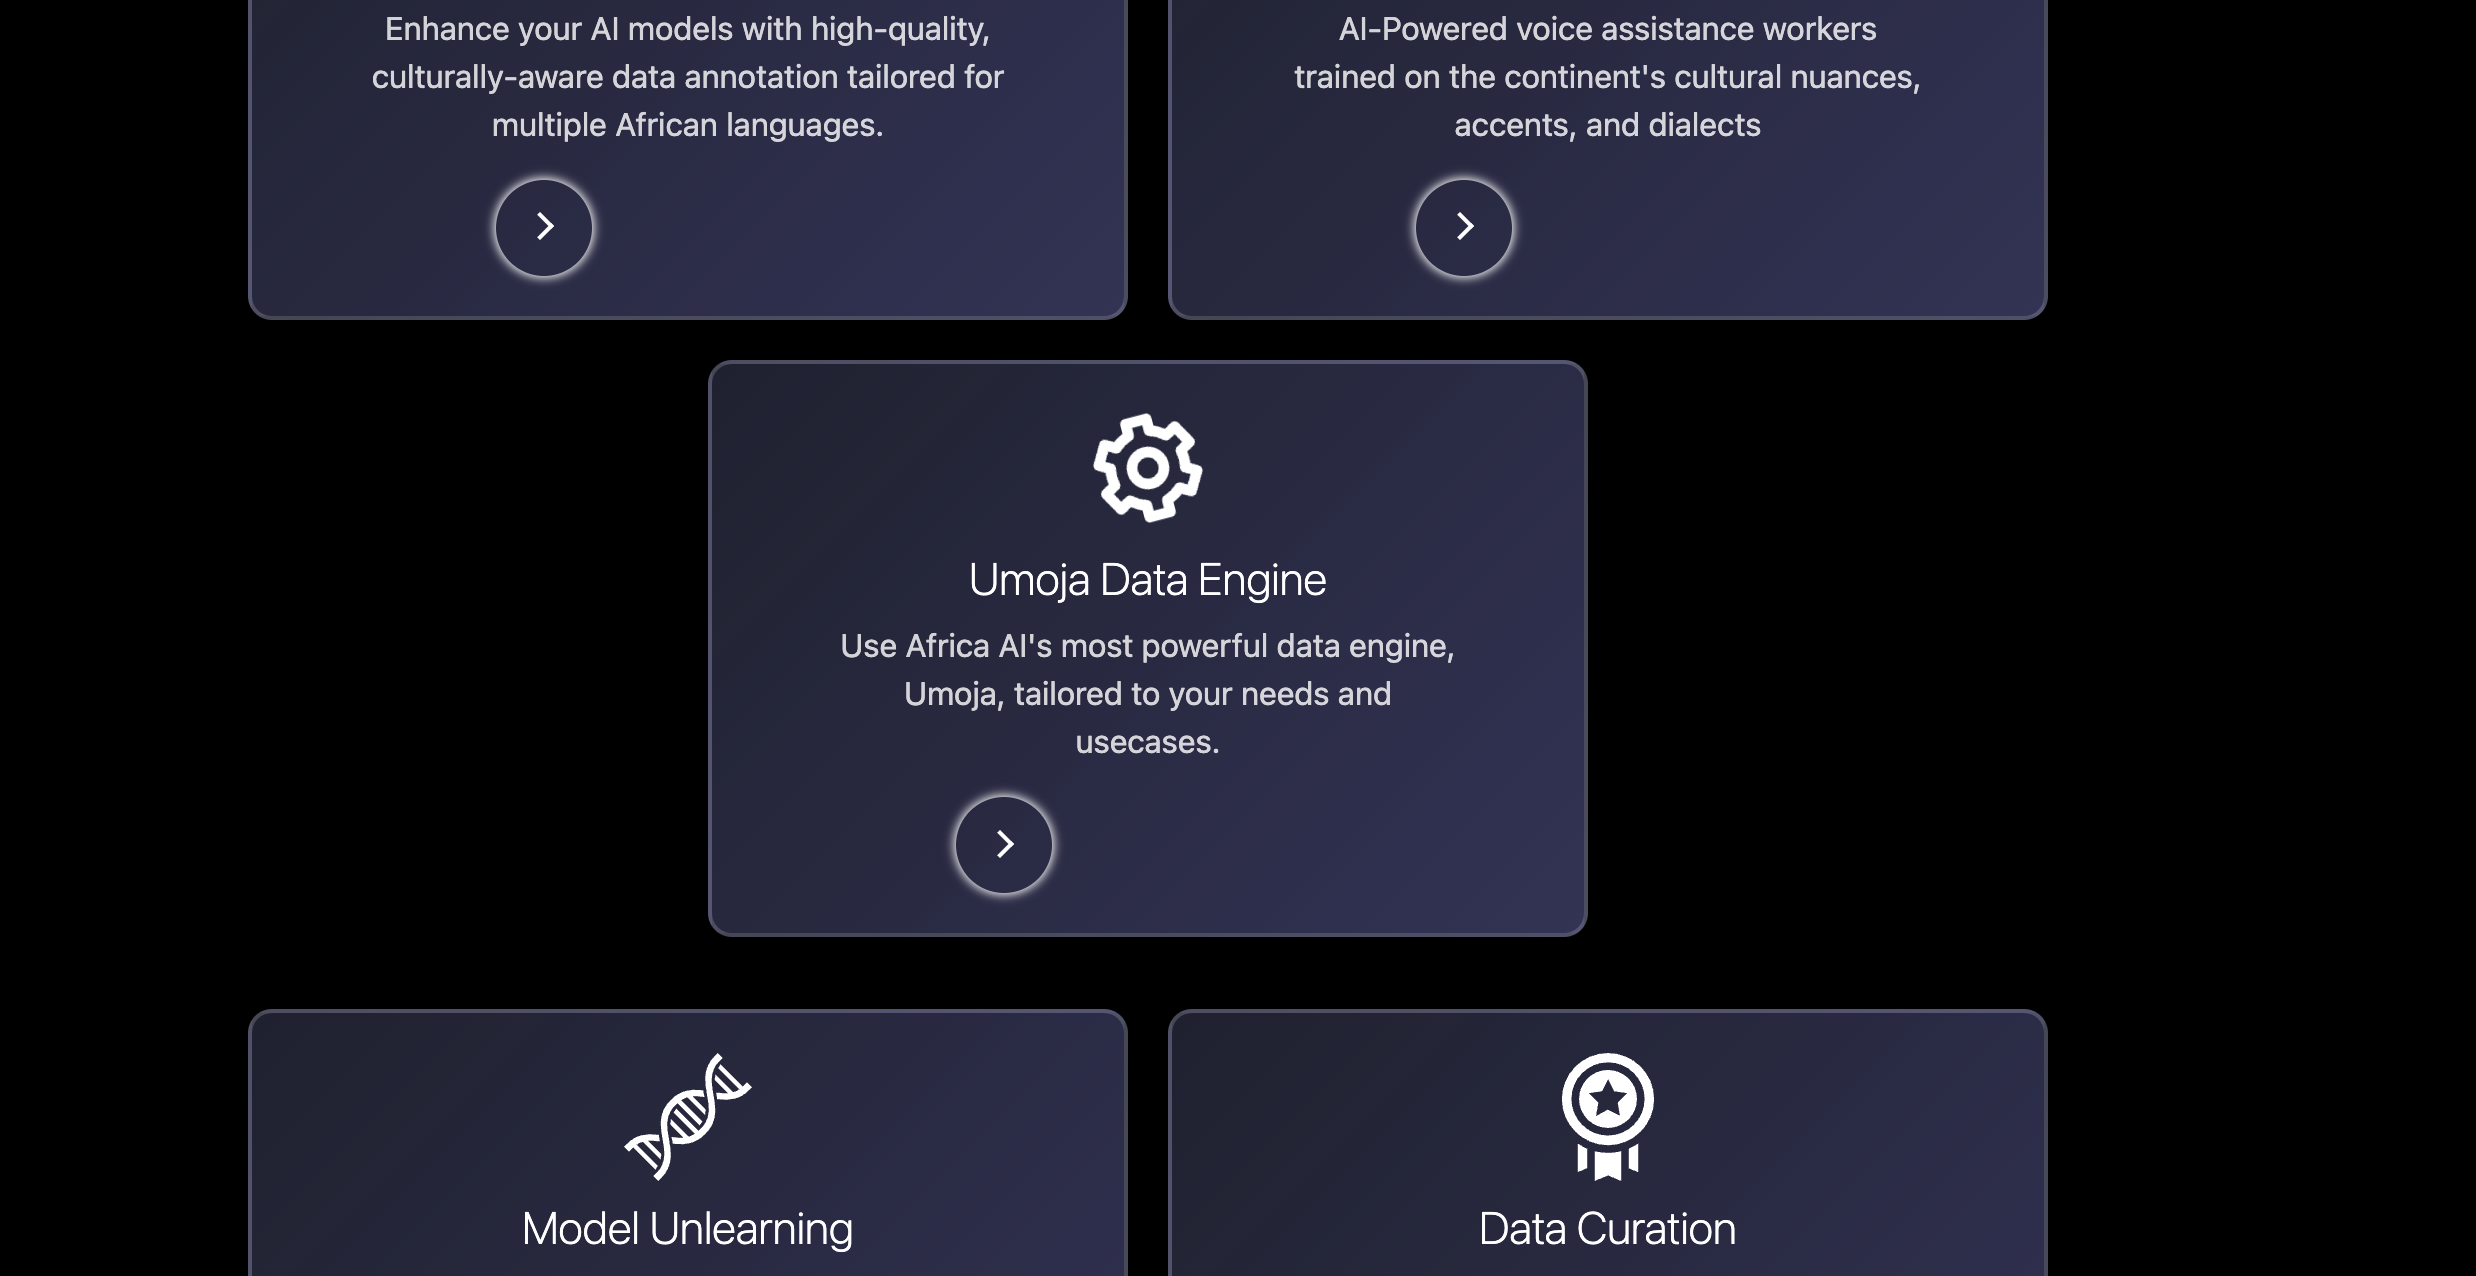 Enhance your AI models with high-quality,
culturally-aware data annotation tailored for
multiple African languages.
AI-Powered voice assistance workers
trained on the continent's cultural nuances,
accents, and dialects
Umoja Data Engine
Use Africa AI's most powerful data engine,
Umoja, tailored to your needs and
usecases.
Model Unlearning
Data Curation